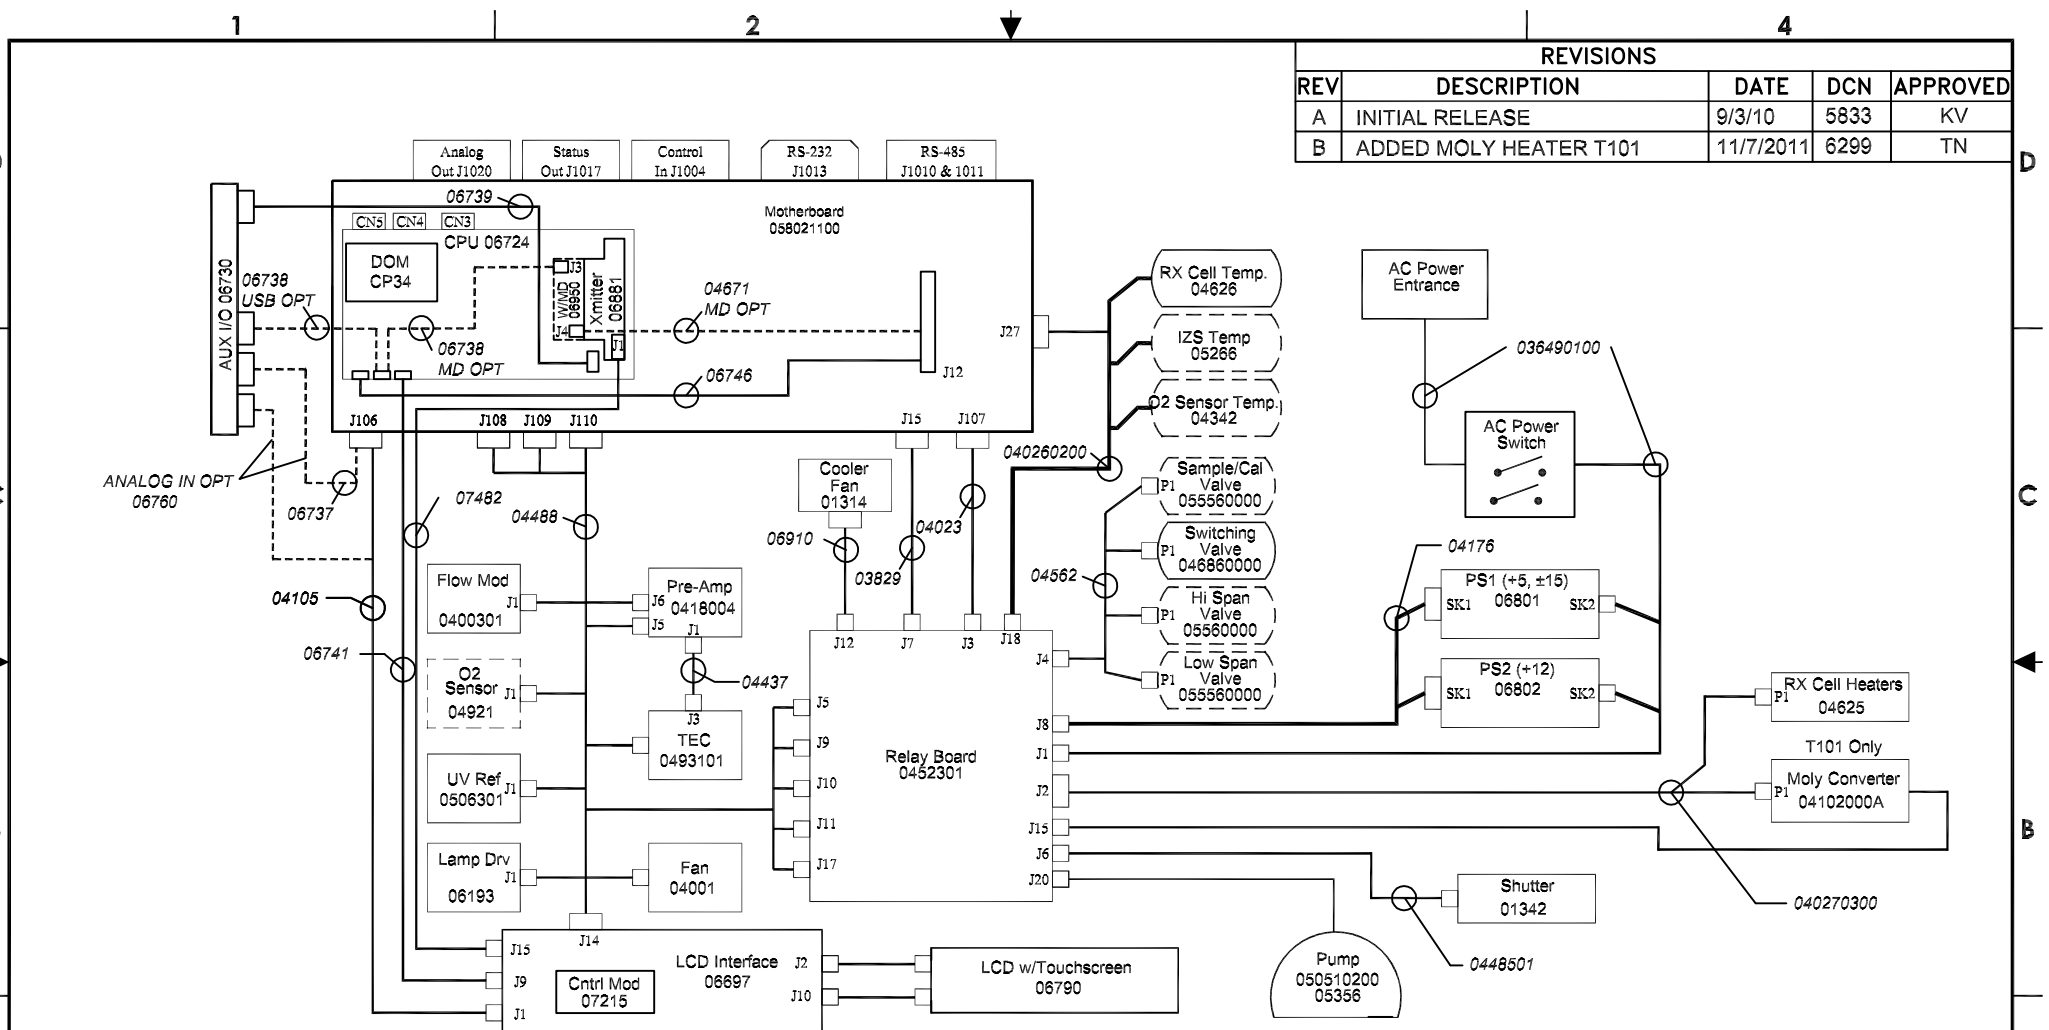 1
2
4
REVISIONS
REV DESCRIPTION DATE DCN APPROVED
A INITIAL RELEASE 9/3/10 5833 KV
B ADDED MOLY HEATER T101 11/7/2011 6299 TN
D
C
B
Analog
Out J1020
Status
Out J1017
Control
In J1004
RS-232
J1013
RS-485
J1010 & 1011
06739
Motherboard
058021100
CN5
CN4
CN3
CPU 06724
DOM
CP34
AUX I/O 06730
06738
USB OPT
06738
MD OPT
J3
W/MD
06950
J4
Xmitter
06881
J1
04671
MD OPT
06746
J12
J27
J106
J108
J109
J110
J15
J107
RX Cell Temp.
04626
IZS Temp
05266
O2 Sensor Temp.
04342
AC Power
Entrance
036490100
AC Power
Switch
ANALOG IN OPT
06760
06737
07482
04488
Cooler
Fan
01314
06910
03829
04023
040260200
Sample/Cal
Valve
P1
055560000
Switching
Valve
P1
046860000
Hi Span
Valve
P1
05560000
Low Span
Valve
P1
055560000
04562
04176
PS1 (+5, ±15)
06801
SK1
SK2
PS2 (+12)
06802
SK1
SK2
04105
06741
Flow Mod
J1
0400301
Pre-Amp
J6
0418004
J5
J1
04437
O2
Sensor
J1
04921
J3
TEC
0493101
UV Ref
J1
0506301
Lamp Drv
J1
06193
Fan
04001
J12
J7
J3
J18
J4
J5
J9
J10
J11
J17
Relay Board
0452301
J8
J1
J2
J15
J6
J20
RX Cell Heaters
P1
04625
T101 Only
Moly Converter
P1
04102000A
040270300
Shutter
01342
0448501
Pump
050510200
05356
J14
J15
J9
J1
LCD Interface
06697
Cntrl Mod
07215
J2
J10
LCD w/Touchscreen
06790